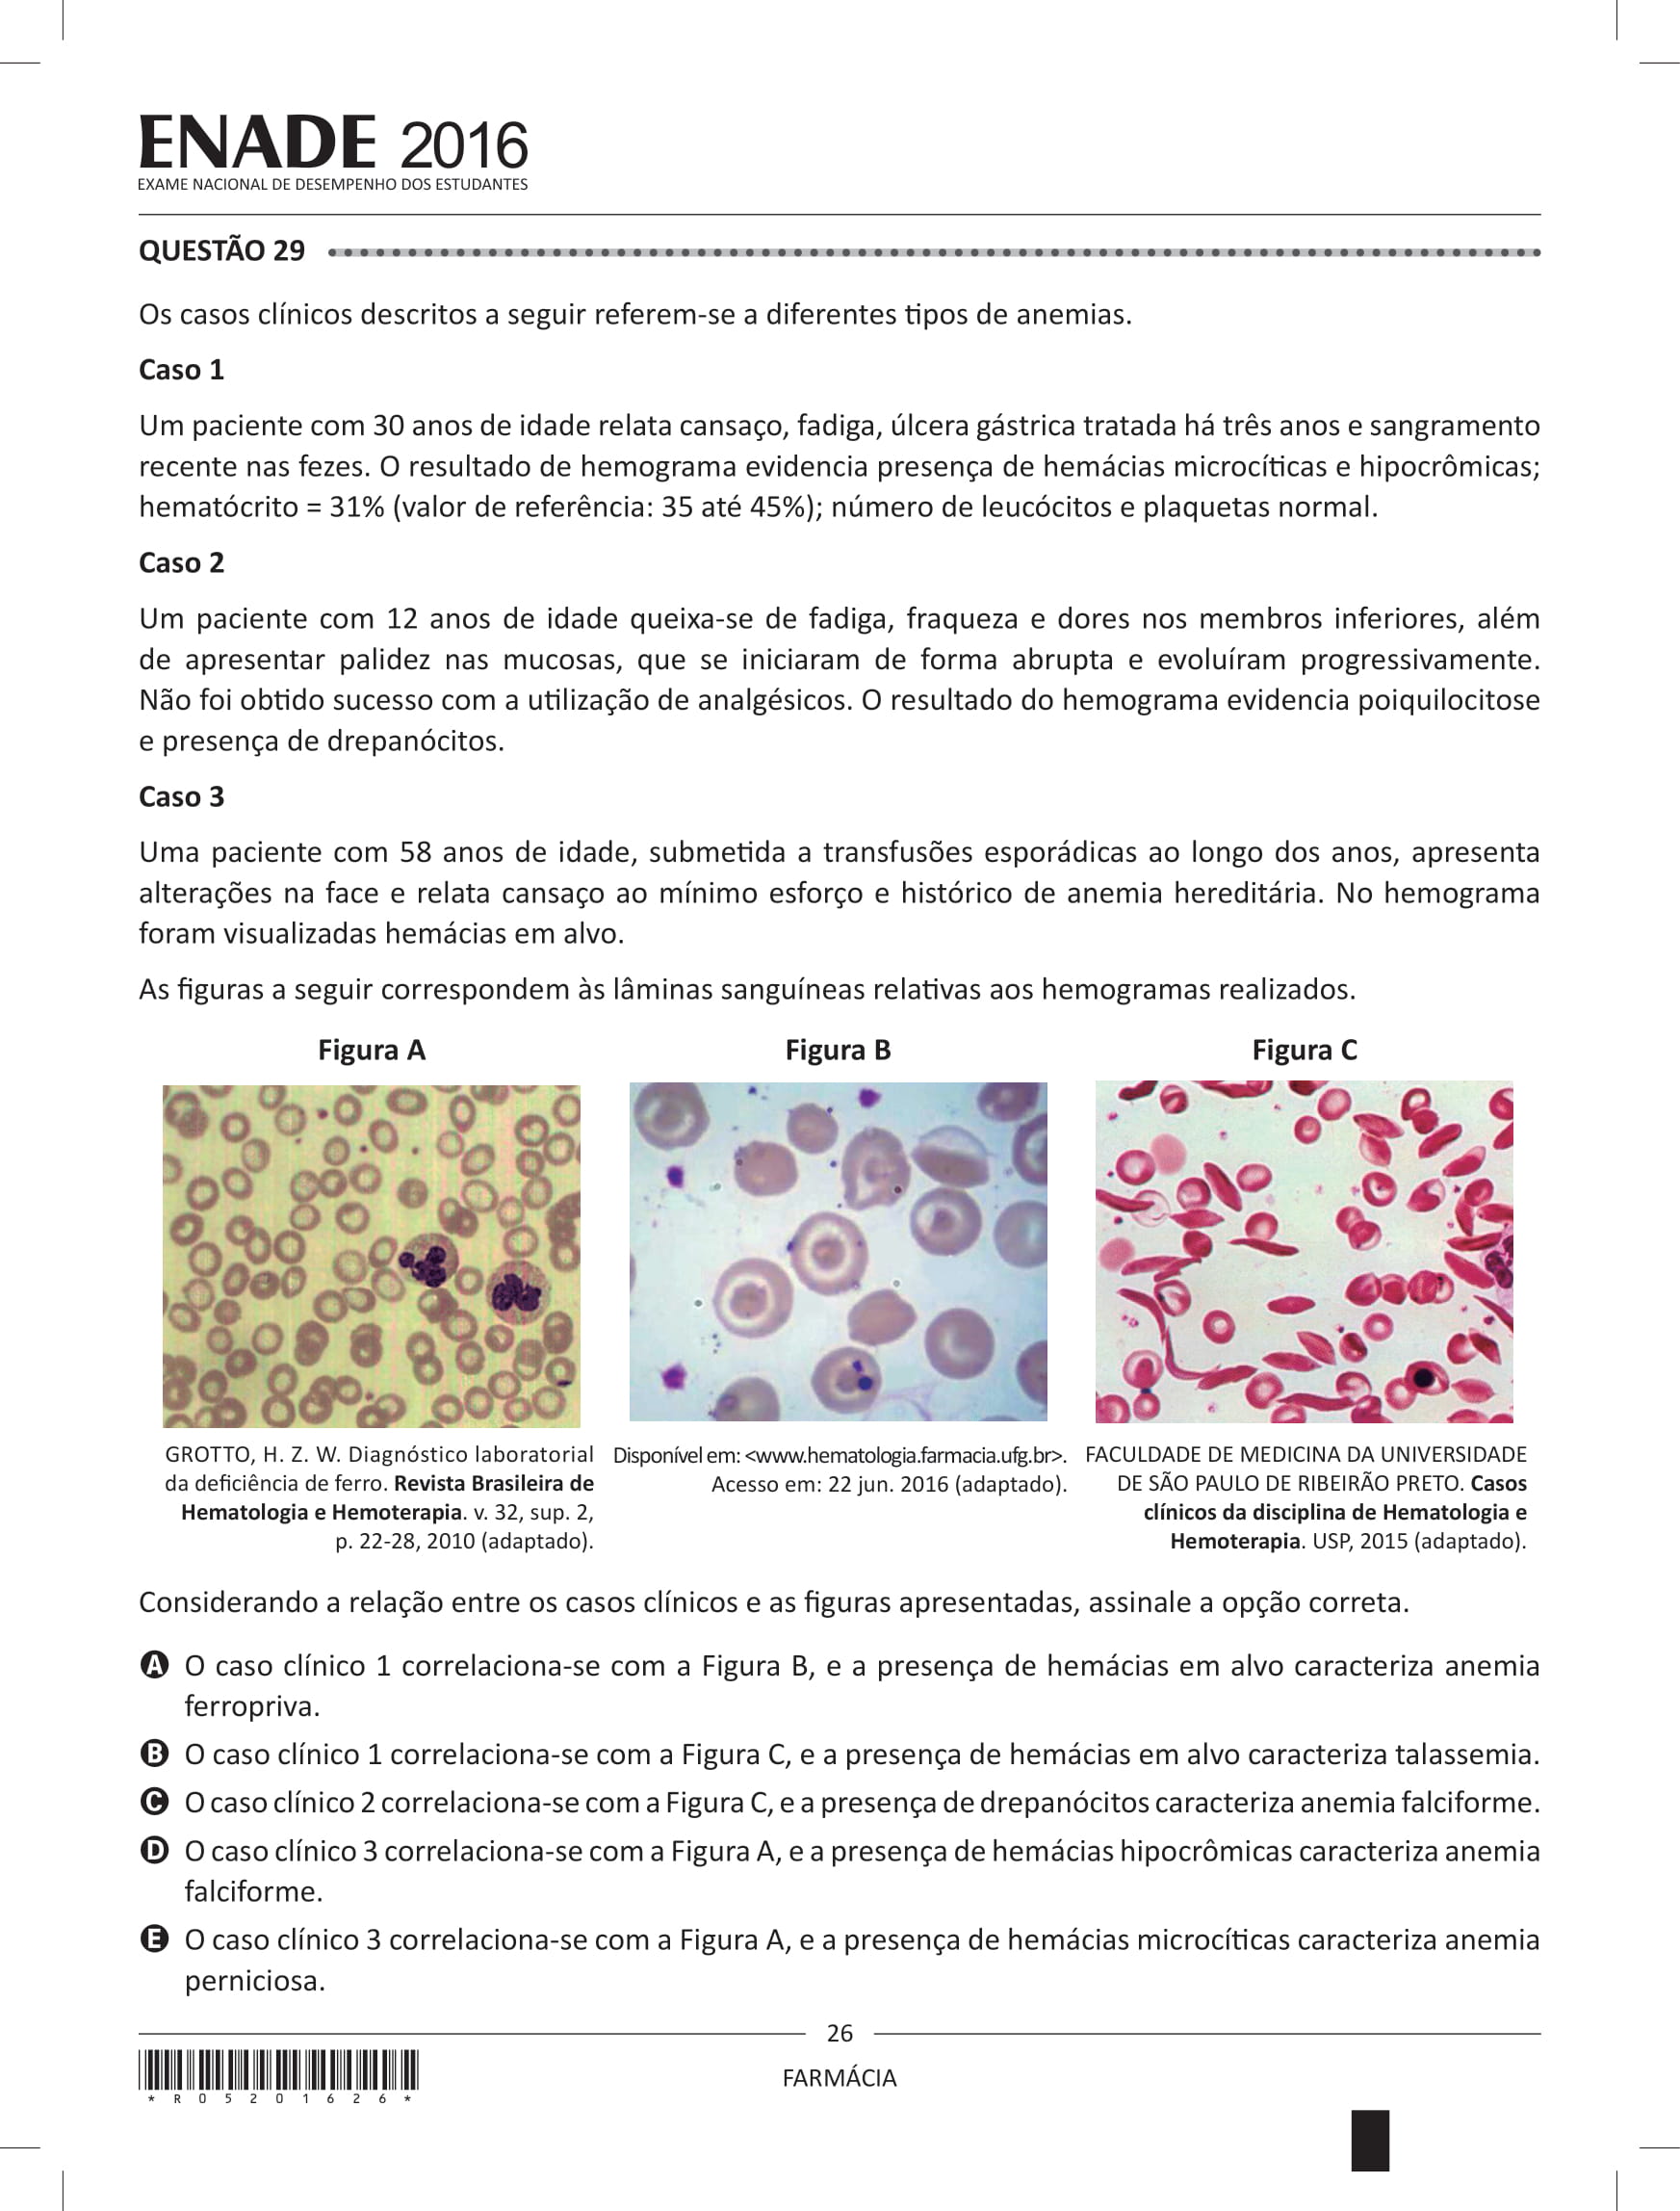 ENADE 2016
EXAME NACIONAL DE DESEMPENHO DOS ESTUDANTES
QUESTÃO 29
Os casos clínicos descritos a seguir referem-se a diferentes tipos de anemias.
Caso 1
Um paciente com 30 anos de idade relata cansaço, fadiga, úlcera gástrica tratada há três anos e sangramento
recente nas fezes. O resultado de hemograma evidencia presença de hemácias microcíticas e hipocrômicas;
hematócrito = 31% (valor de referência: 35 até 45%); número de leucócitos e plaquetas normal.
Caso 2
Um paciente com 12 anos de idade queixa-se de fadiga, fraqueza e dores nos membros inferiores, além
de apresentar palidez nas mucosas, que se iniciaram de forma abrupta e evoluíram progressivamente.
Não foi obtido sucesso com a utilização de analgésicos. O resultado do hemograma evidencia poiquilocitose
e presença de drepanócitos.
Caso 3
Uma paciente com 58 anos de idade, submetida a transfusões esporádicas ao longo dos anos, apresenta
alterações na face e relata cansaço ao mínimo esforço e histórico de anemia hereditária. No hemograma
foram visualizadas hemácias em alvo.
As figuras a seguir correspondem às lâminas sanguíneas relativas aos hemogramas realizados.
Figura A
Figura B
Figura C
GROTTO, H. Z. W. Diagnóstico laboratorial
da deficiência de ferro. Revista Brasileira de
Hematologia e Hemoterapia. v. 32, sup. 2,
p. 22-28, 2010 (adaptado).
Disponível em: <www.hematologia.farmacia.ufg.br>.
Acesso em: 22 jun. 2016 (adaptado).
FACULDADE DE MEDICINA DA UNIVERSIDADE
DE SÃO PAULO DE RIBEIRÃO PRETO. Casos
clínicos da disciplina de Hematologia e
Hemoterapia. USP, 2015 (adaptado).
Considerando a relação entre os casos clínicos e as figuras apresentadas, assinale a opção correta.
A O caso clínico 1 correlaciona-se com a Figura B, e a presença de hemácias em alvo caracteriza anemia
ferropriva.
B O caso clínico 1 correlaciona-se com a Figura C, e a presença de hemácias em alvo caracteriza talassemia.
C O caso clínico 2 correlaciona-se com a Figura C, e a presença de drepanócitos caracteriza anemia falciforme.
D O caso clínico 3 correlaciona-se com a Figura A, e a presença de hemácias hipocrômicas caracteriza anemia
falciforme.
E O caso clínico 3 correlaciona-se com a Figura A, e a presença de hemácias microcíticas caracteriza anemia
perniciosa.
26
FARMÁCIA
* R 0 5 2 0 1 6 2 6 *